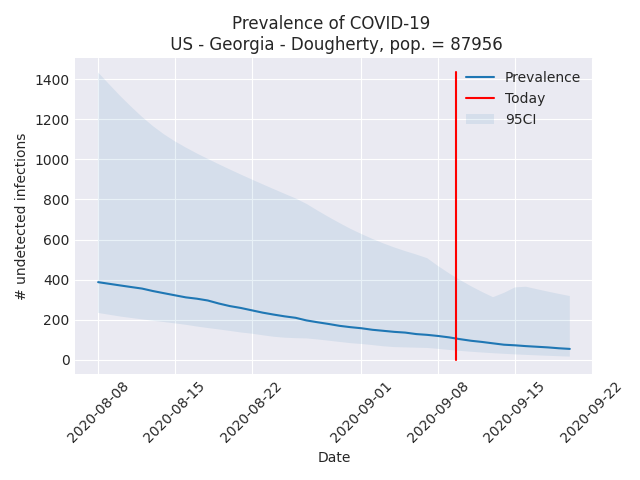 Prevalence of COVID-19
US - Georgia - Dougherty, pop. = 87956
1400
1200
1000
800
600
400
200
0
# undetected infections
Prevalence
Today
95CI
2020-08-08
2020-08-15
2020-08-22
2020-09-01
2020-09-08
2020-09-15
2020-09-22
Date